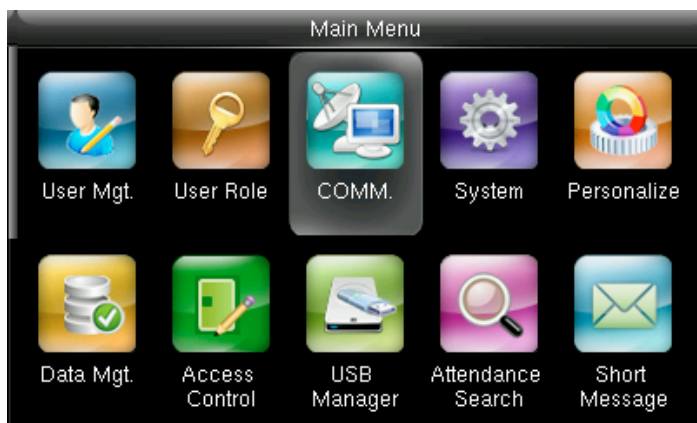 Main Menu
User Mgt.
User Role
COMM.
System
Personalize
Data Mgt.
Access
Control
USB
Manager
Attendance
Search
Short
Message